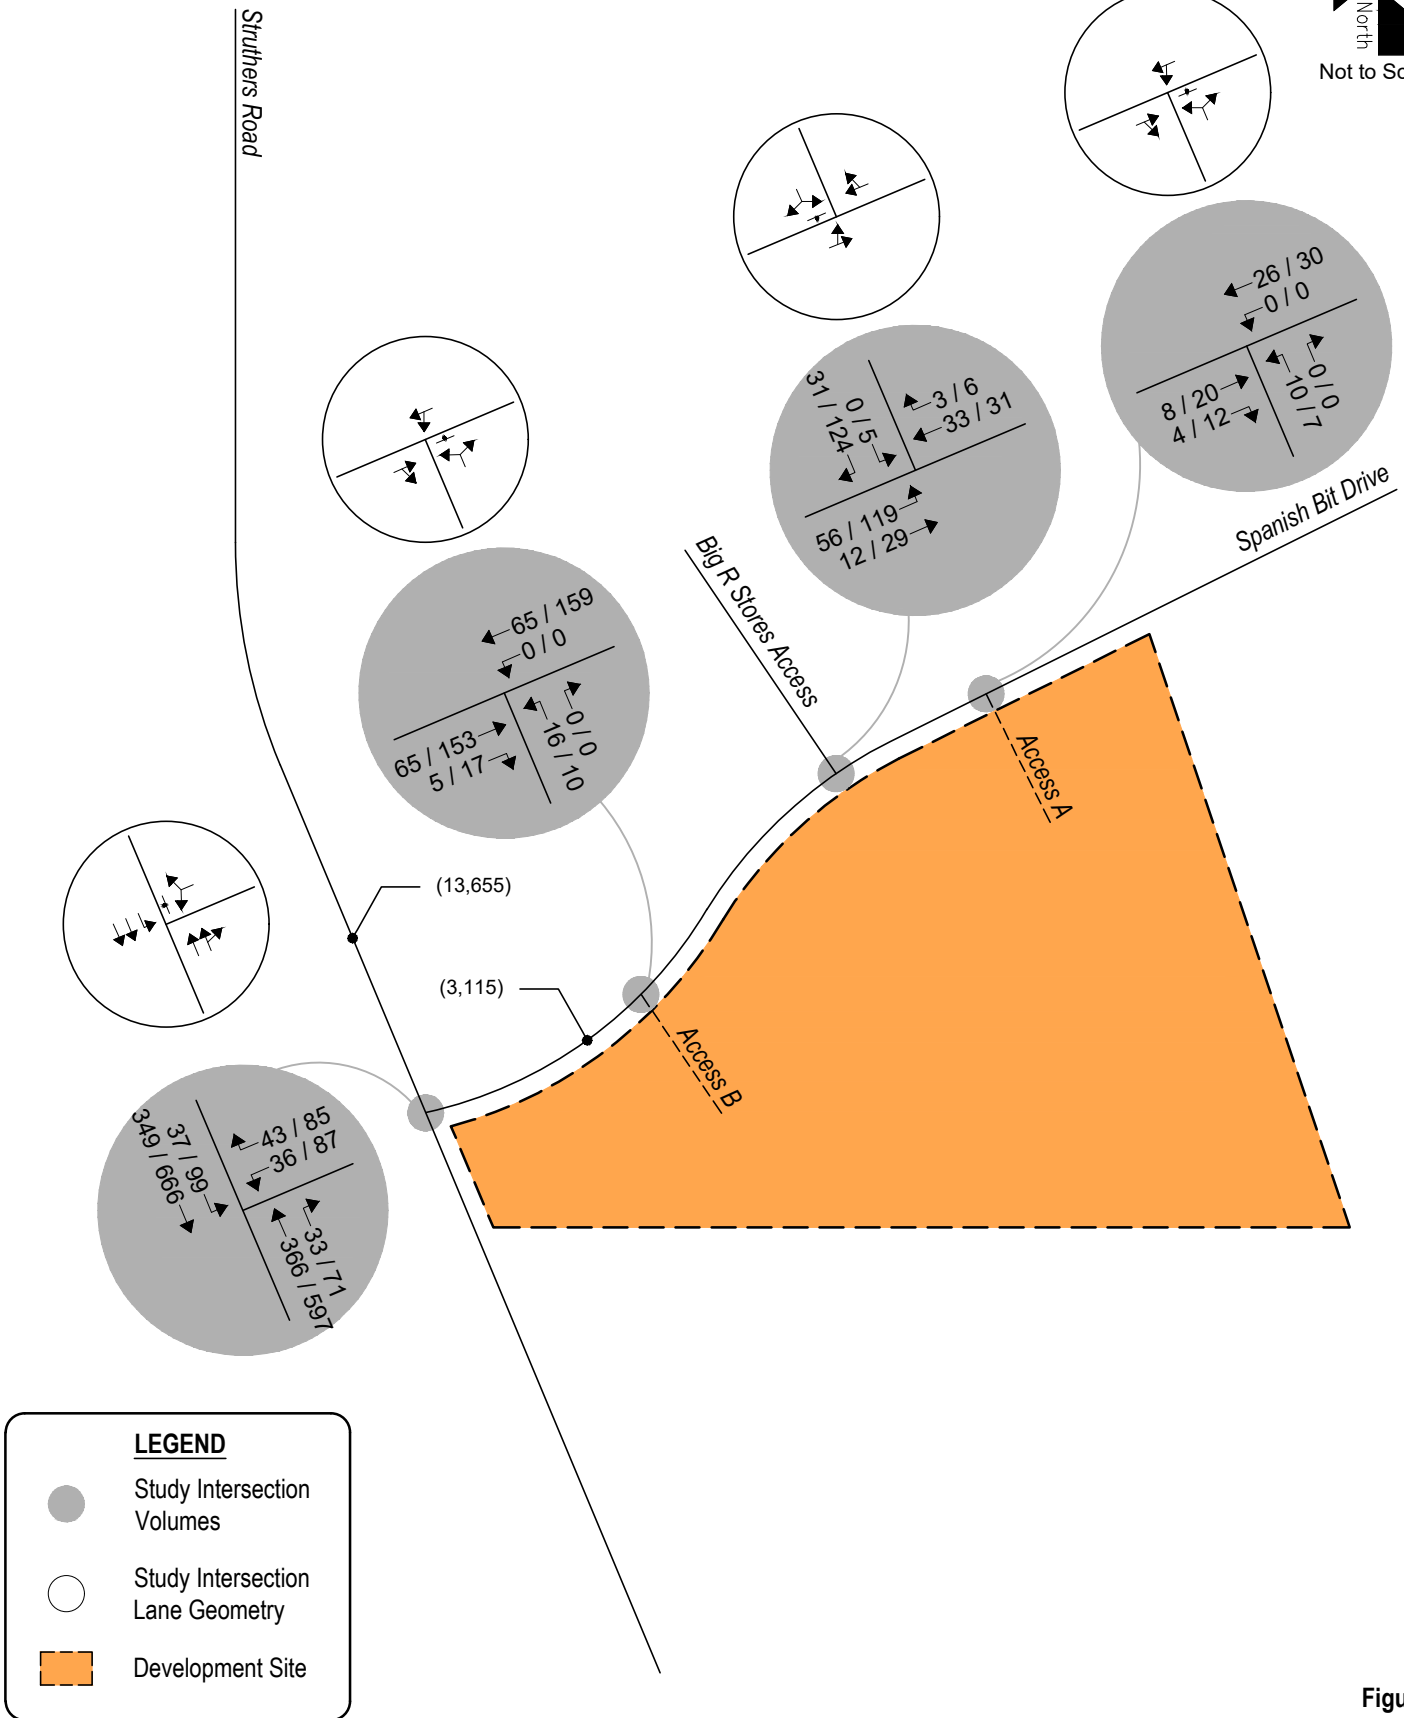 Struthers Road
North
Not to Sc
26 / 30
0 / 0
8 / 20
4 / 12
0 / 0
10 / 7
31 / 124
0 / 5
3 / 6
33 / 31
56 / 119
12 / 29
Spanish Bit Drive
Big R Stores Access
65 / 159
0 / 0
65 / 153
5 / 17
0 / 0
16 / 10
Access A
(13,655)
(3,115)
Access B
349 / 666
37 / 99
43 / 85
36 / 87
33 / 71
366 / 597
LEGEND
Study Intersection
Volumes
Study Intersection
Lane Geometry
Development Site
Figu